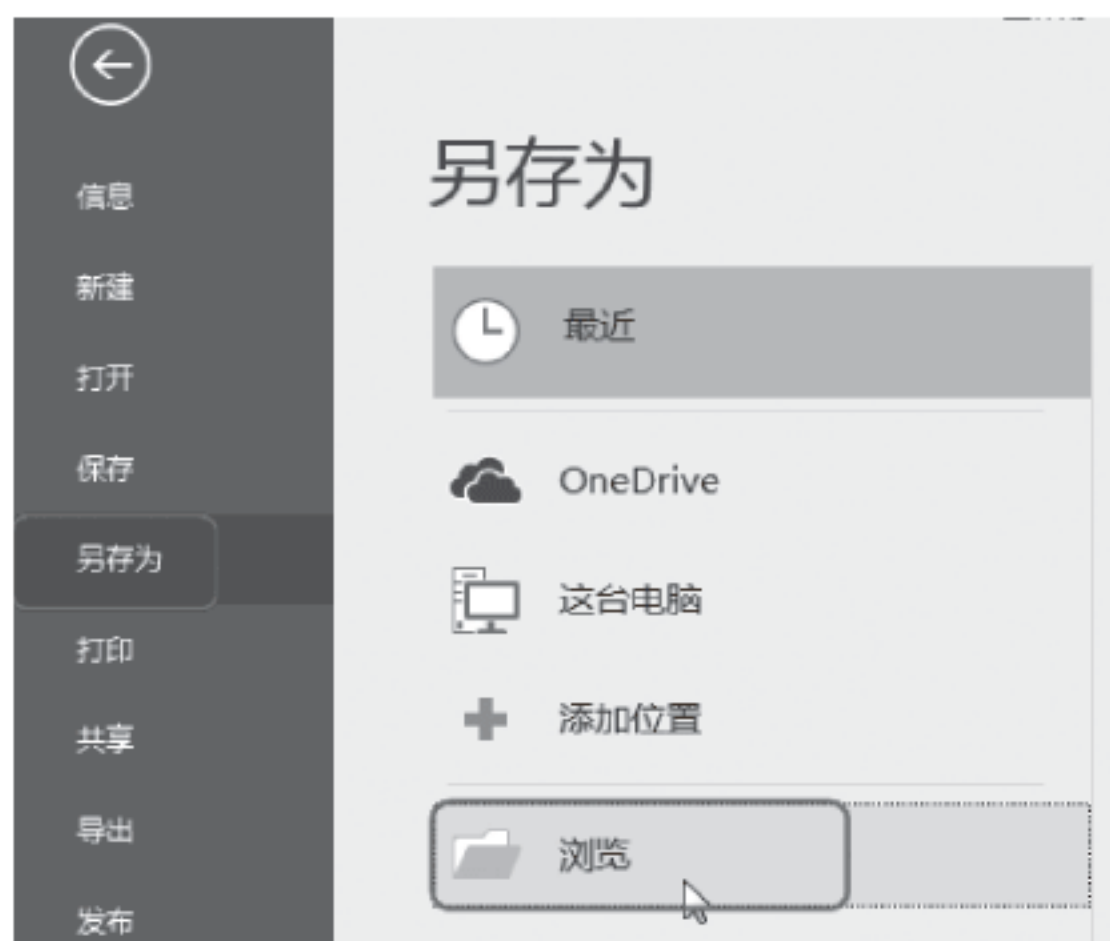 信息
新建
打开
保存
另存为
打印
共享
导出
发布
另存为
最近
OneDrive
这台电脑
添加位置
浏览